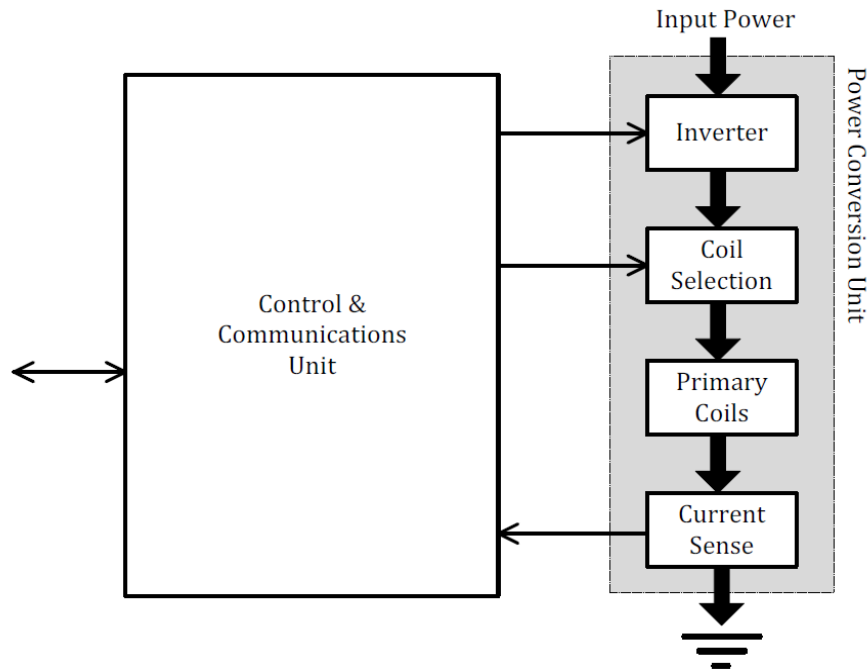 Input Power
Inverter
Coil
Selection
Primary
Coils
Current
Sense
Power Conversion Unit
Control &
Communications
Unit